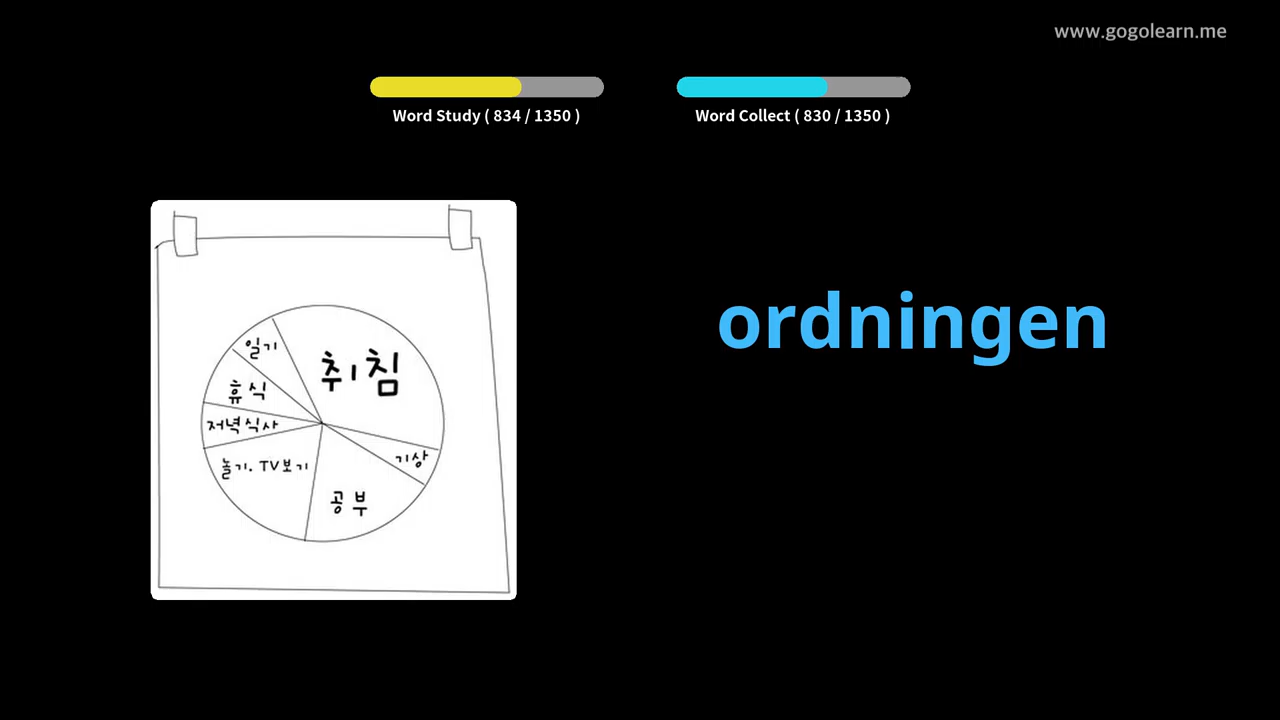 www.gogolearn.me
Word Study ( 834 / 1350 )
Word Collect ( 830 / 1350 )
일기
취침
휴식
저녁식사
놀기. TV보기
기상
공부
ordningen